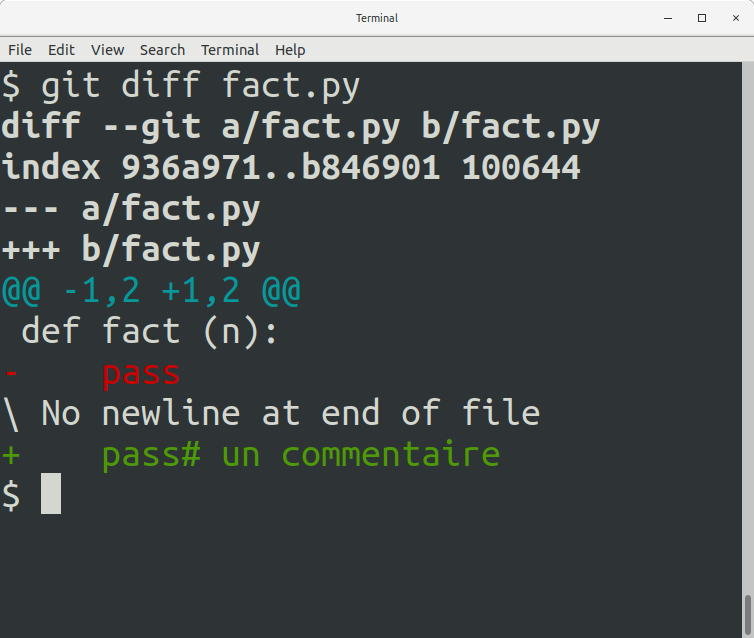 Terminal
File Edit View Search Terminal Help
$ git diff fact.py
diff --git a/fact.py b/fact.py
index 936a971..b846901 100644
--- a/fact.py
+++ b/fact.py
@@ -1,2 +1,2 @@
 def fact (n):
-    pass
\ No newline at end of file
+    pass# un commentaire
$